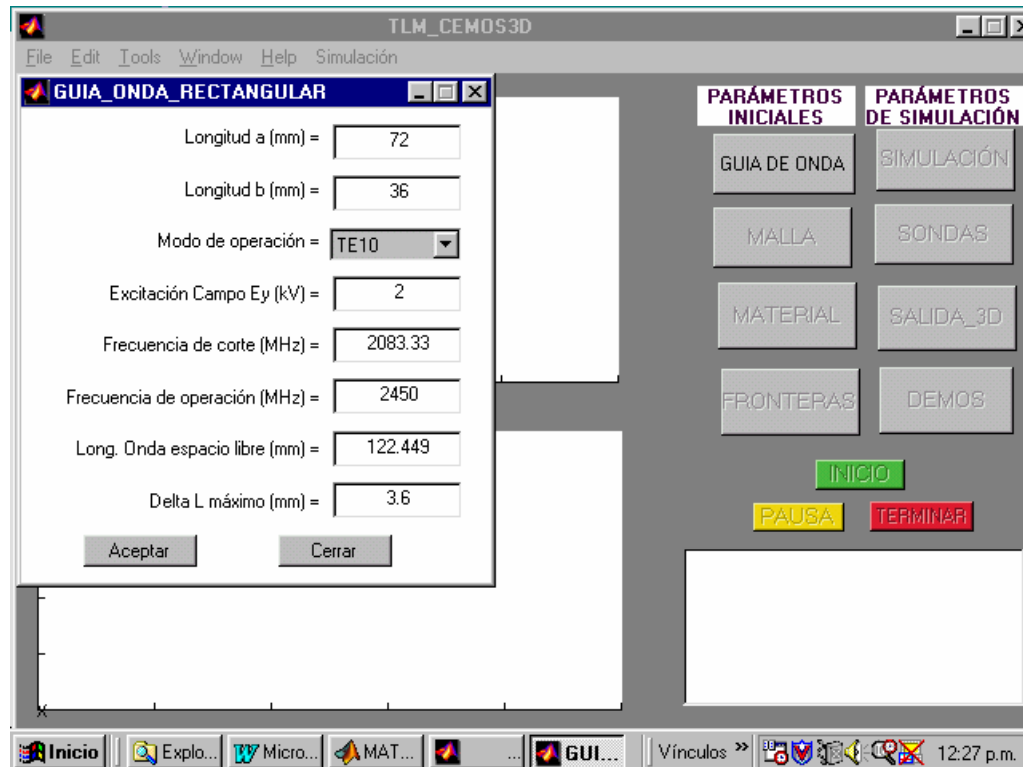 TLM_CEMOS3D
File Edit Tools Window Help Simulación
GUIA_ONDA_RECTANGULAR
Longitud a (mm) = 72
Longitud b (mm) = 36
Modo de operación = TE10
Excitación Campo Ey (kV) = 2
Frecuencia de corte (MHz) = 2083.33
Frecuencia de operación (MHz) = 2450
Long. Onda espacio libre (mm) = 122.449
Delta L máximo (mm) = 3.6
Aceptar Cerrar
PARÁMETROS INICIALES
PARÁMETROS DE SIMULACIÓN
GUIA DE ONDA SIMULACIÓN
MALLA SONDAS
MATERIAL SALIDA_3D
FRONTERAS DEMOS
INICIO
PAUSA TERMINAR
X
Inicio Explo... Micro... MAT... ... GUI... Vínculos » 12:27 p.m.